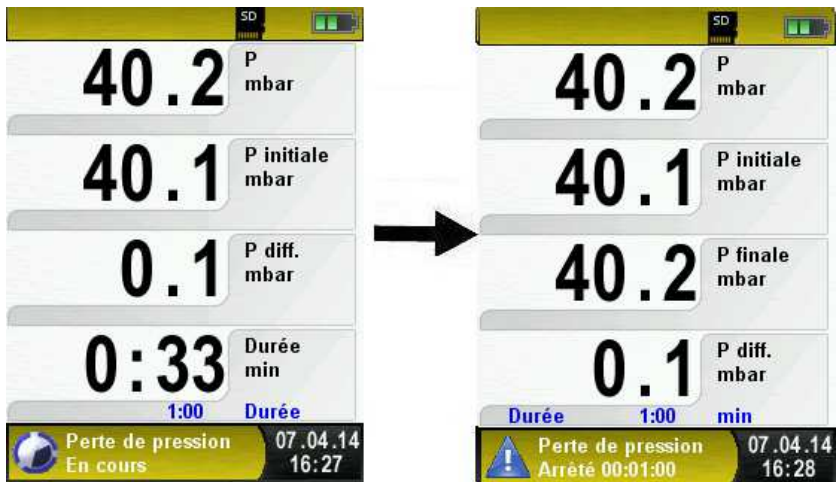 SD
40.2 P
mbar
40.1 P initiale
mbar
0.1 P diff.
mbar
0:33 Durée
min
1:00 Durée
Perte de pression 07.04.14
En cours 16:27
SD
40.2 P
mbar
40.1 P initiale
mbar
40.2 P finale
mbar
0.1 P diff.
mbar
Durée 1:00 min
Perte de pression 07.04.14
Arrêté 00:01:00 16:28